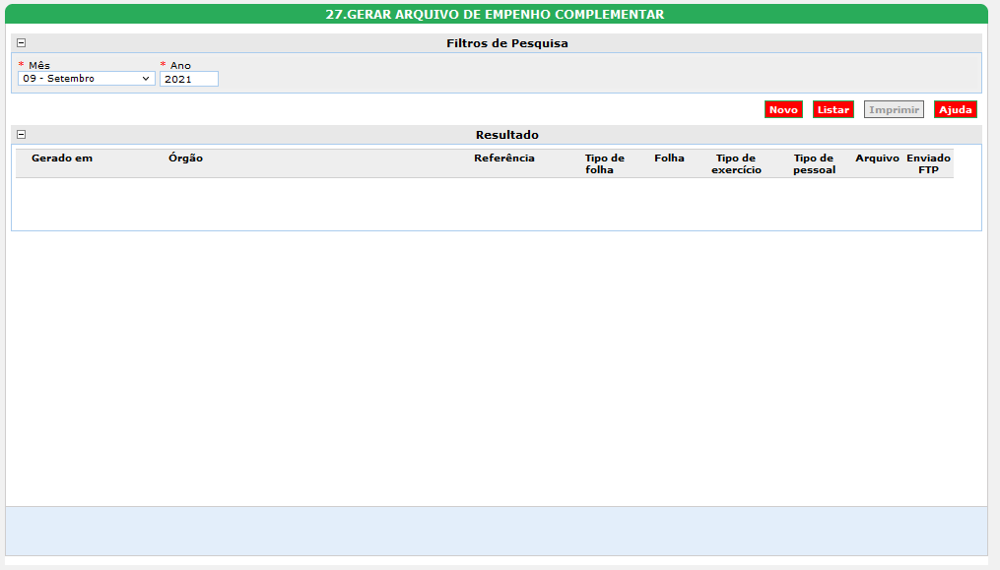 27.GERAR ARQUIVO DE EMPENHO COMPLEMENTAR
Filtros de Pesquisa
* Mês * Ano
09 - Setembro 2021
Novo Listar Imprimir Ajuda
Resultado
Gerado em Órgão Referência Tipo de folha Folha Tipo de exercício Tipo de pessoal Arquivo Enviado FTP